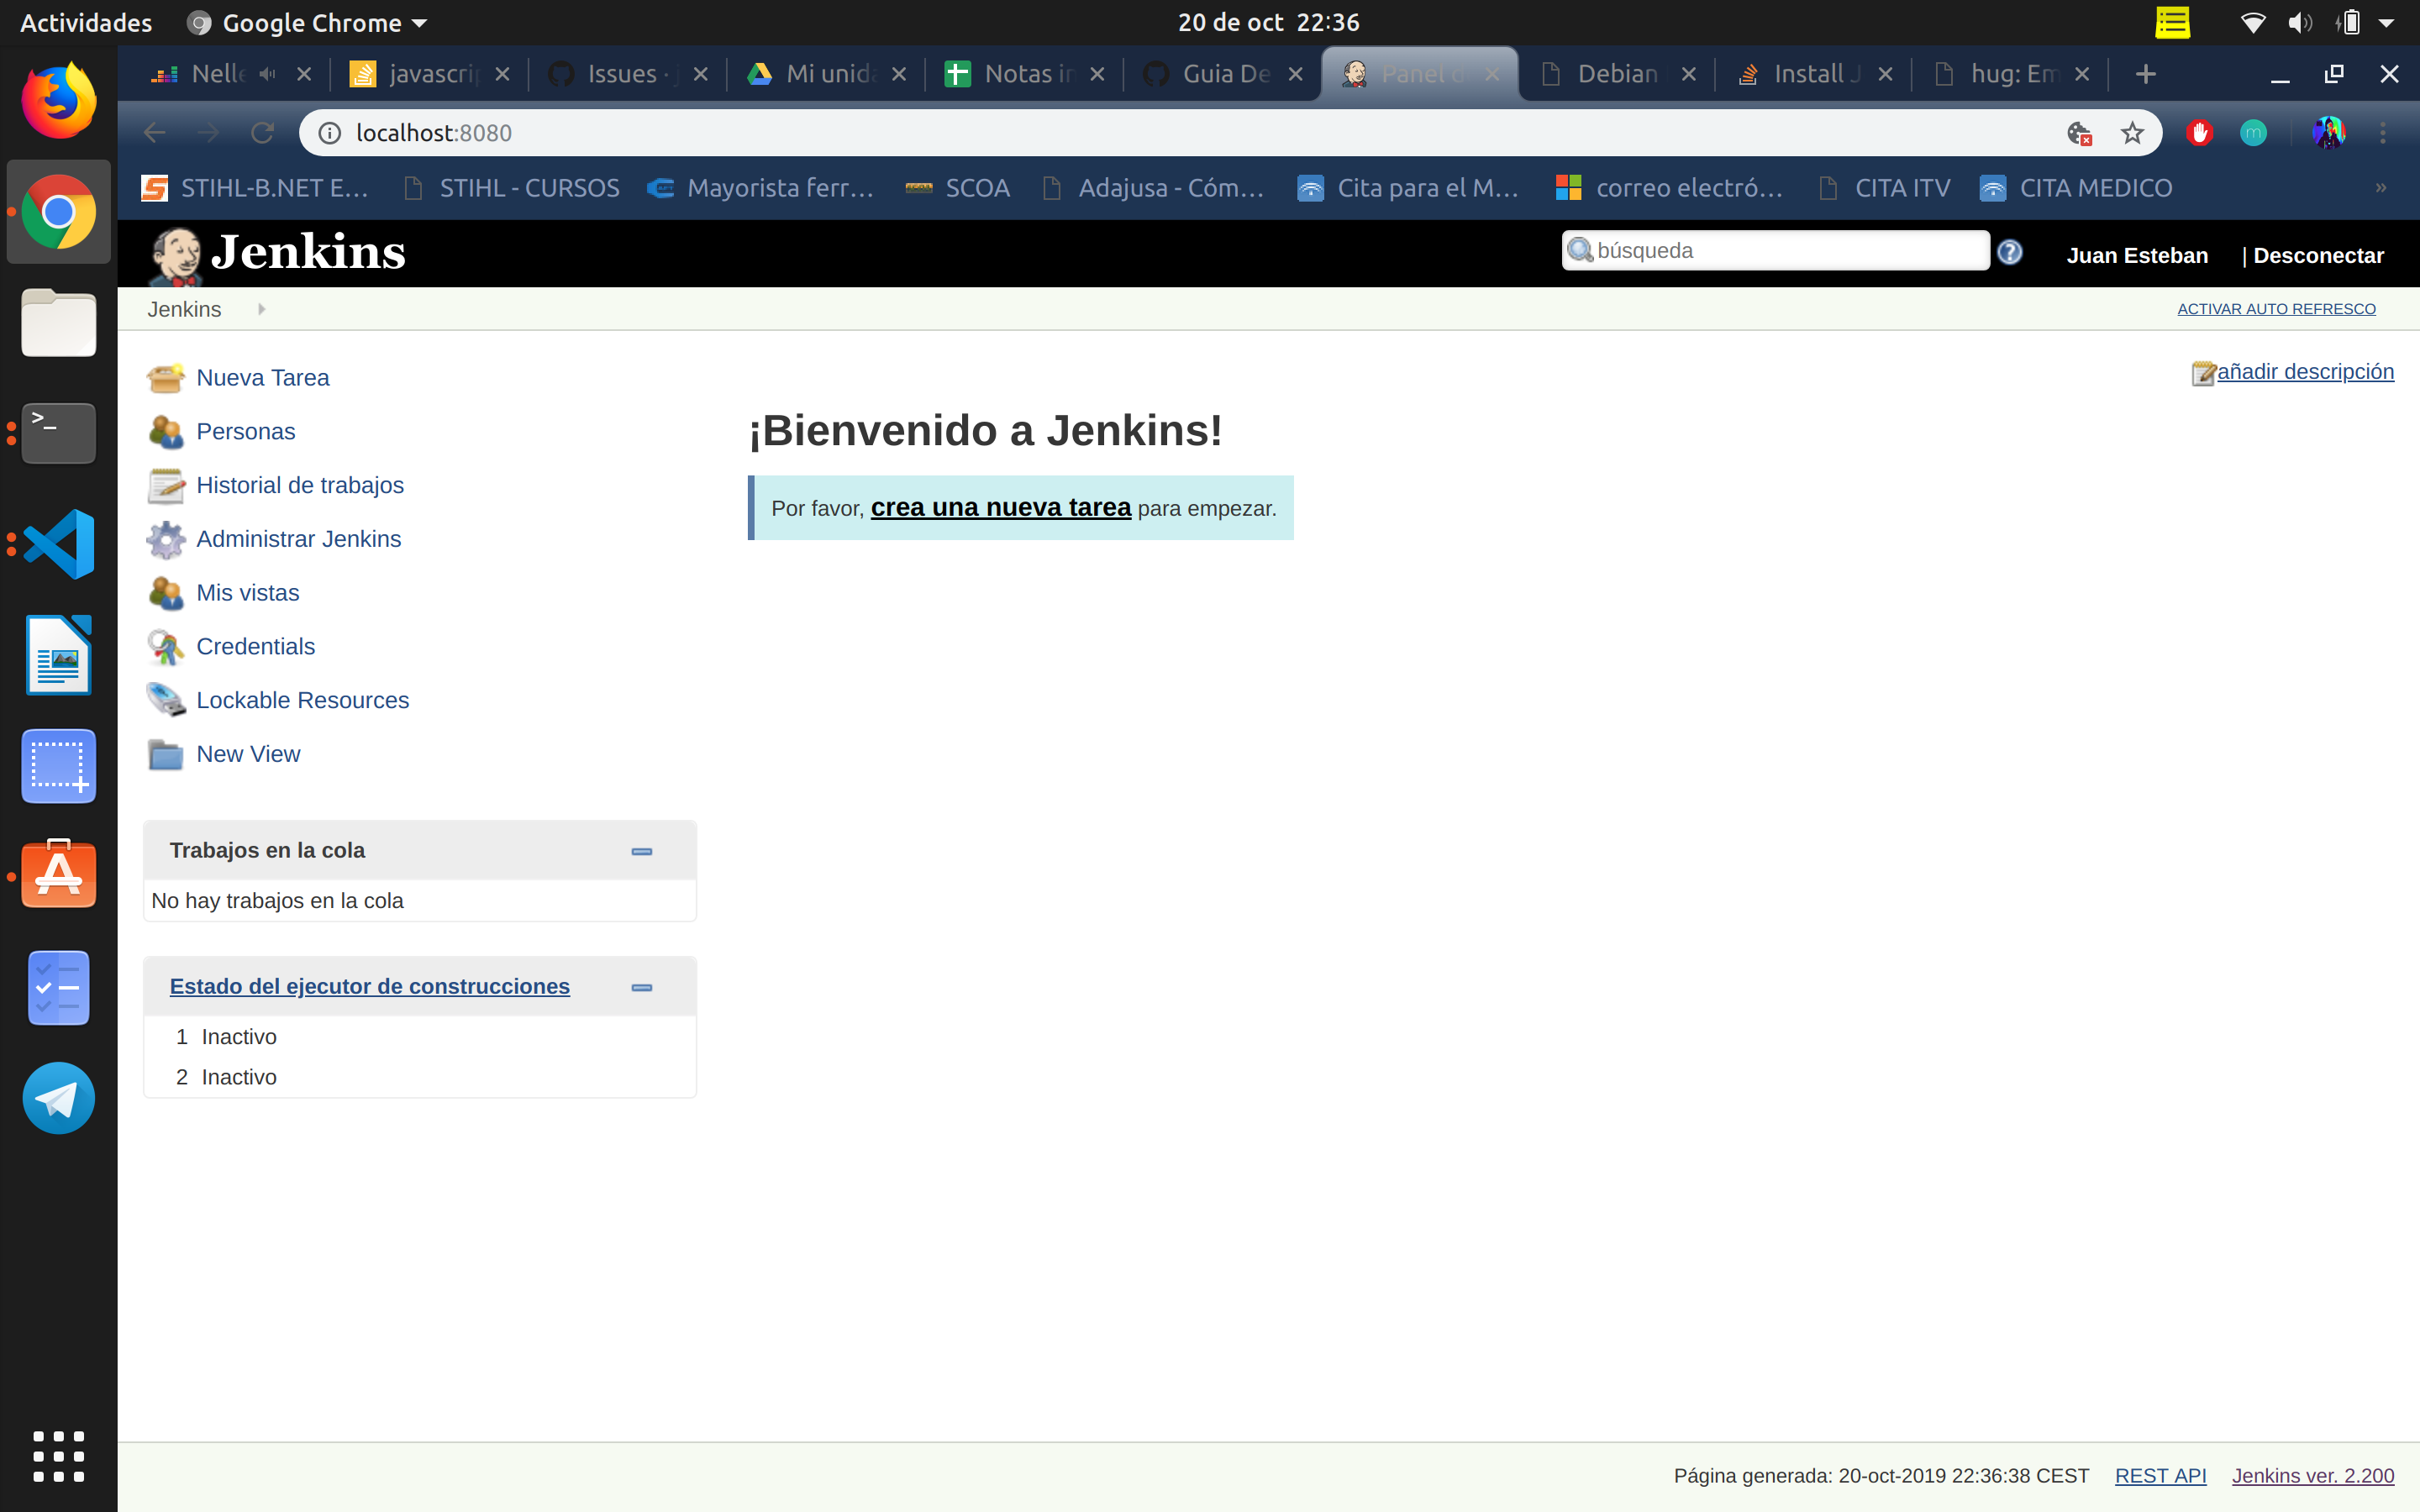 Actividades Google Chrome 20 de oct 22:36
Nelle javascrip Issues · j Mi unida Notas in Guia De Panel d Debian Install J hug: Em
localhost:8080
STIHL-B.NET E... STIHL - CURSOS Mayorista ferr... SCOA Adajusa - Cóm... Cita para el M... correo electró... CITA ITV CITA MEDICO »
Jenkins búsqueda Juan Esteban | Desconectar
Jenkins ACTIVAR AUTO REFRESCO
Nueva Tarea
Personas
Historial de trabajos
Administrar Jenkins
Mis vistas
Credentials
Lockable Resources
New View
añadir descripción
¡Bienvenido a Jenkins!
Por favor, crea una nueva tarea para empezar.
Trabajos en la cola
No hay trabajos en la cola
Estado del ejecutor de construcciones
1 Inactivo
2 Inactivo
Página generada: 20-oct-2019 22:36:38 CEST REST API Jenkins ver. 2.200